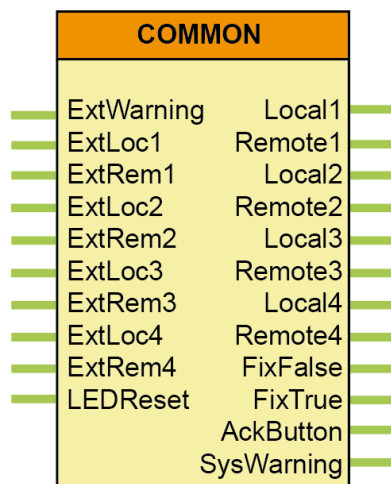 COMMON
ExtWarning Local1
ExtLoc1 Remote1
ExtRem1 Local2
ExtLoc2 Remote2
ExtRem2 Local3
ExtLoc3 Remote3
ExtRem3 Local4
ExtLoc4 Remote4
ExtRem4 FixFalse
LEDReset FixTrue
AckButton
SysWarning